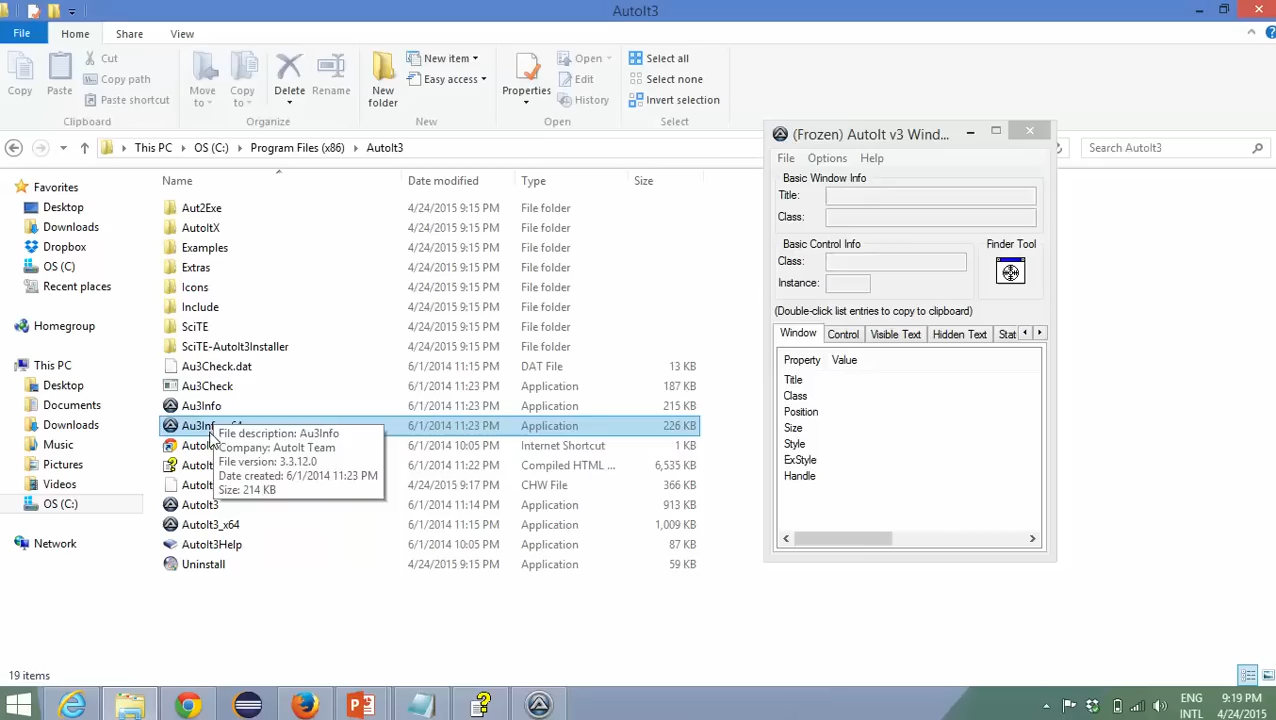 AutoIt3
File Home Share View
Copy
Paste
Cut
Copy path
Paste shortcut
Clipboard
Move to
Copy to
Delete
Rename
Organize
New folder
New item
Easy access
New
Properties
Open
Edit
History
Open
Select all
Select none
Invert selection
Select
This PC OS (C:) Program Files (x86) AutoIt3
Search AutoIt3
Favorites
Desktop
Downloads
Dropbox
OS (C:)
Recent places
Homegroup
This PC
Desktop
Documents
Downloads
Music
Pictures
Videos
OS (C:)
Network
Name Date modified Type Size
Aut2Exe 4/24/2015 9:15 PM File folder
AutoItX 4/24/2015 9:15 PM File folder
Examples 4/24/2015 9:15 PM File folder
Extras 4/24/2015 9:15 PM File folder
Icons 4/24/2015 9:15 PM File folder
Include 4/24/2015 9:15 PM File folder
SciTE 4/24/2015 9:15 PM File folder
SciTE-AutoIt3Installer 4/24/2015 9:15 PM File folder
Au3Check.dat 6/1/2014 11:15 PM DAT File 13 KB
Au3Check 6/1/2014 11:23 PM Application 187 KB
Au3Info 6/1/2014 11:23 PM Application 215 KB
6/1/2014 11:23 PM Application 226 KB
6/1/2014 10:05 PM Internet Shortcut 1 KB
6/1/2014 11:22 PM Compiled HTML ... 6,535 KB
4/24/2015 9:17 PM CHW File 366 KB
AutoIt3 6/1/2014 11:14 PM Application 913 KB
AutoIt3_x64 6/1/2014 11:15 PM Application 1,009 KB
AutoIt3Help 6/1/2014 10:05 PM Application 87 KB
Uninstall 4/24/2015 9:15 PM Application 59 KB
File description: Au3Info
Company: AutoIt Team
File version: 3.3.12.0
Date created: 6/1/2014 11:23 PM
Size: 214 KB
(Frozen) AutoIt v3 Wind...
File Options Help
Basic Window Info
Title:
Class:
Basic Control Info
Class:
Instance:
Finder Tool
(Double-click list entries to copy to clipboard)
Window Control Visible Text Hidden Text Stat
Property Value
Title
Class
Position
Size
Style
ExStyle
Handle
19 items
ENG
INTL
9:19 PM
4/24/2015